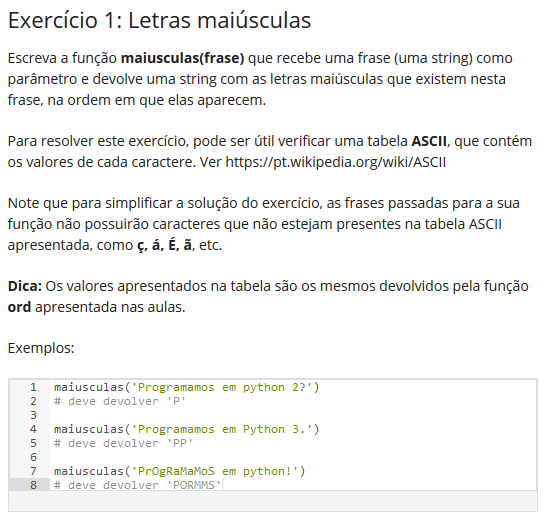 Exercício 1: Letras maiúsculas
Escreva a função maiusculas(frase) que recebe uma frase (uma string) como
parâmetro e devolve uma string com as letras maiúsculas que existem nesta
frase, na ordem em que elas aparecem.
Para resolver este exercício, pode ser útil verificar uma tabela ASCII, que contém
os valores de cada caractere. Ver https://pt.wikipedia.org/wiki/ASCII
Note que para simplificar a solução do exercício, as frases passadas para a sua
função não possuirão caracteres que não estejam presentes na tabela ASCII
apresentada, como ç, á, É, ã, etc.
Dica: Os valores apresentados na tabela são os mesmos devolvidos pela função
ord apresentada nas aulas.
Exemplos:
1 maiusculas('Programamos em python 2?')
2 # deve devolver 'P'
3
4 maiusculas('Programamos em Python 3.')
5 # deve devolver 'PP'
6
7 maiusculas('PrOgRaMaMoS em python!')
8 # deve devolver 'PORMMS'